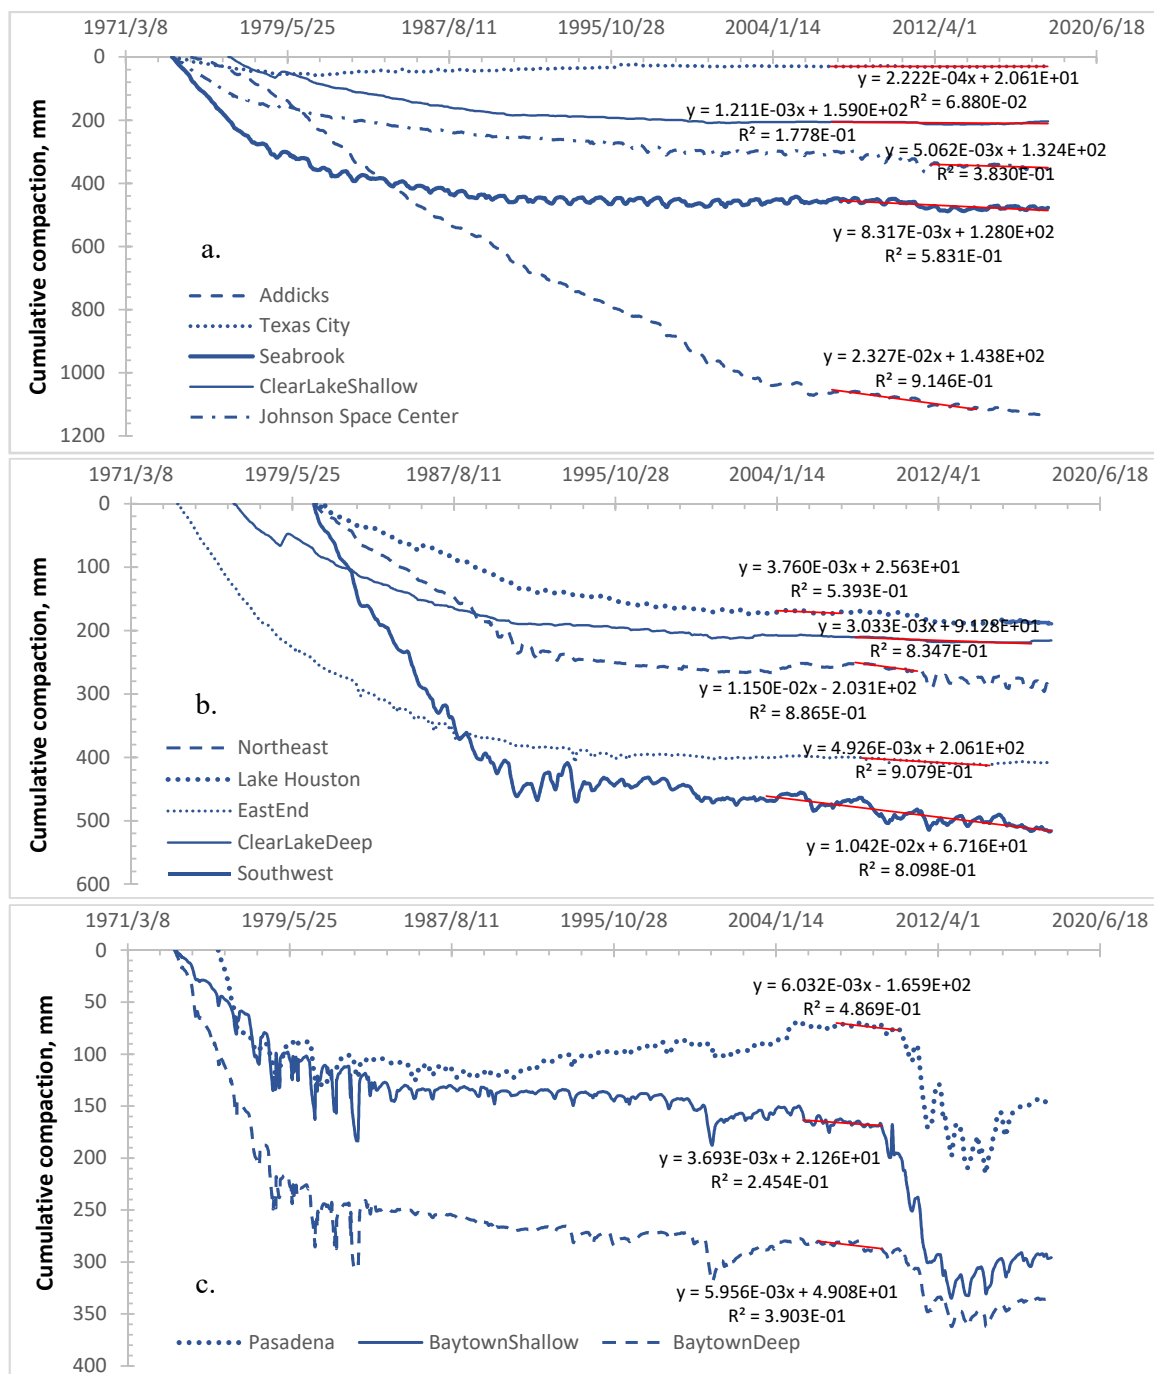 1971/3/8 1979/5/25 1987/8/11 1995/10/28 2004/1/14 2012/4/1 2020/6/18
0
200
400
600
800
1000
1200
Cumulative compaction, mm
y = 2.222E-04x + 2.061E+01
R² = 6.880E-02
y = 1.211E-03x + 1.590E+02
R² = 1.778E-01
y = 5.062E-03x + 1.324E+02
R² = 3.830E-01
y = 8.317E-03x + 1.280E+02
R² = 5.831E-01
y = 2.327E-02x + 1.438E+02
R² = 9.146E-01
a.
Addicks
Texas City
Seabrook
ClearLakeShallow
Johnson Space Center
1971/3/8 1979/5/25 1987/8/11 1995/10/28 2004/1/14 2012/4/1 2020/6/18
0
100
200
300
400
500
600
Cumulative compaction, mm
y = 3.760E-03x + 2.563E+01
R² = 5.393E-01
y = 3.033E-03x + 9.128E+01
R² = 8.347E-01
y = 1.150E-02x - 2.031E+02
R² = 8.865E-01
y = 4.926E-03x + 2.061E+02
R² = 9.079E-01
y = 1.042E-02x + 6.716E+01
R² = 8.098E-01
b.
Northeast
Lake Houston
EastEnd
ClearLakeDeep
Southwest
1971/3/8 1979/5/25 1987/8/11 1995/10/28 2004/1/14 2012/4/1 2020/6/18
0
50
100
150
200
250
300
350
400
Cumulative compaction, mm
y = 6.032E-03x - 1.659E+02
R² = 4.869E-01
y = 3.693E-03x + 2.126E+01
R² = 2.454E-01
y = 5.956E-03x + 4.908E+01
R² = 3.903E-01
c.
Pasadena BaytownShallow BaytownDeep